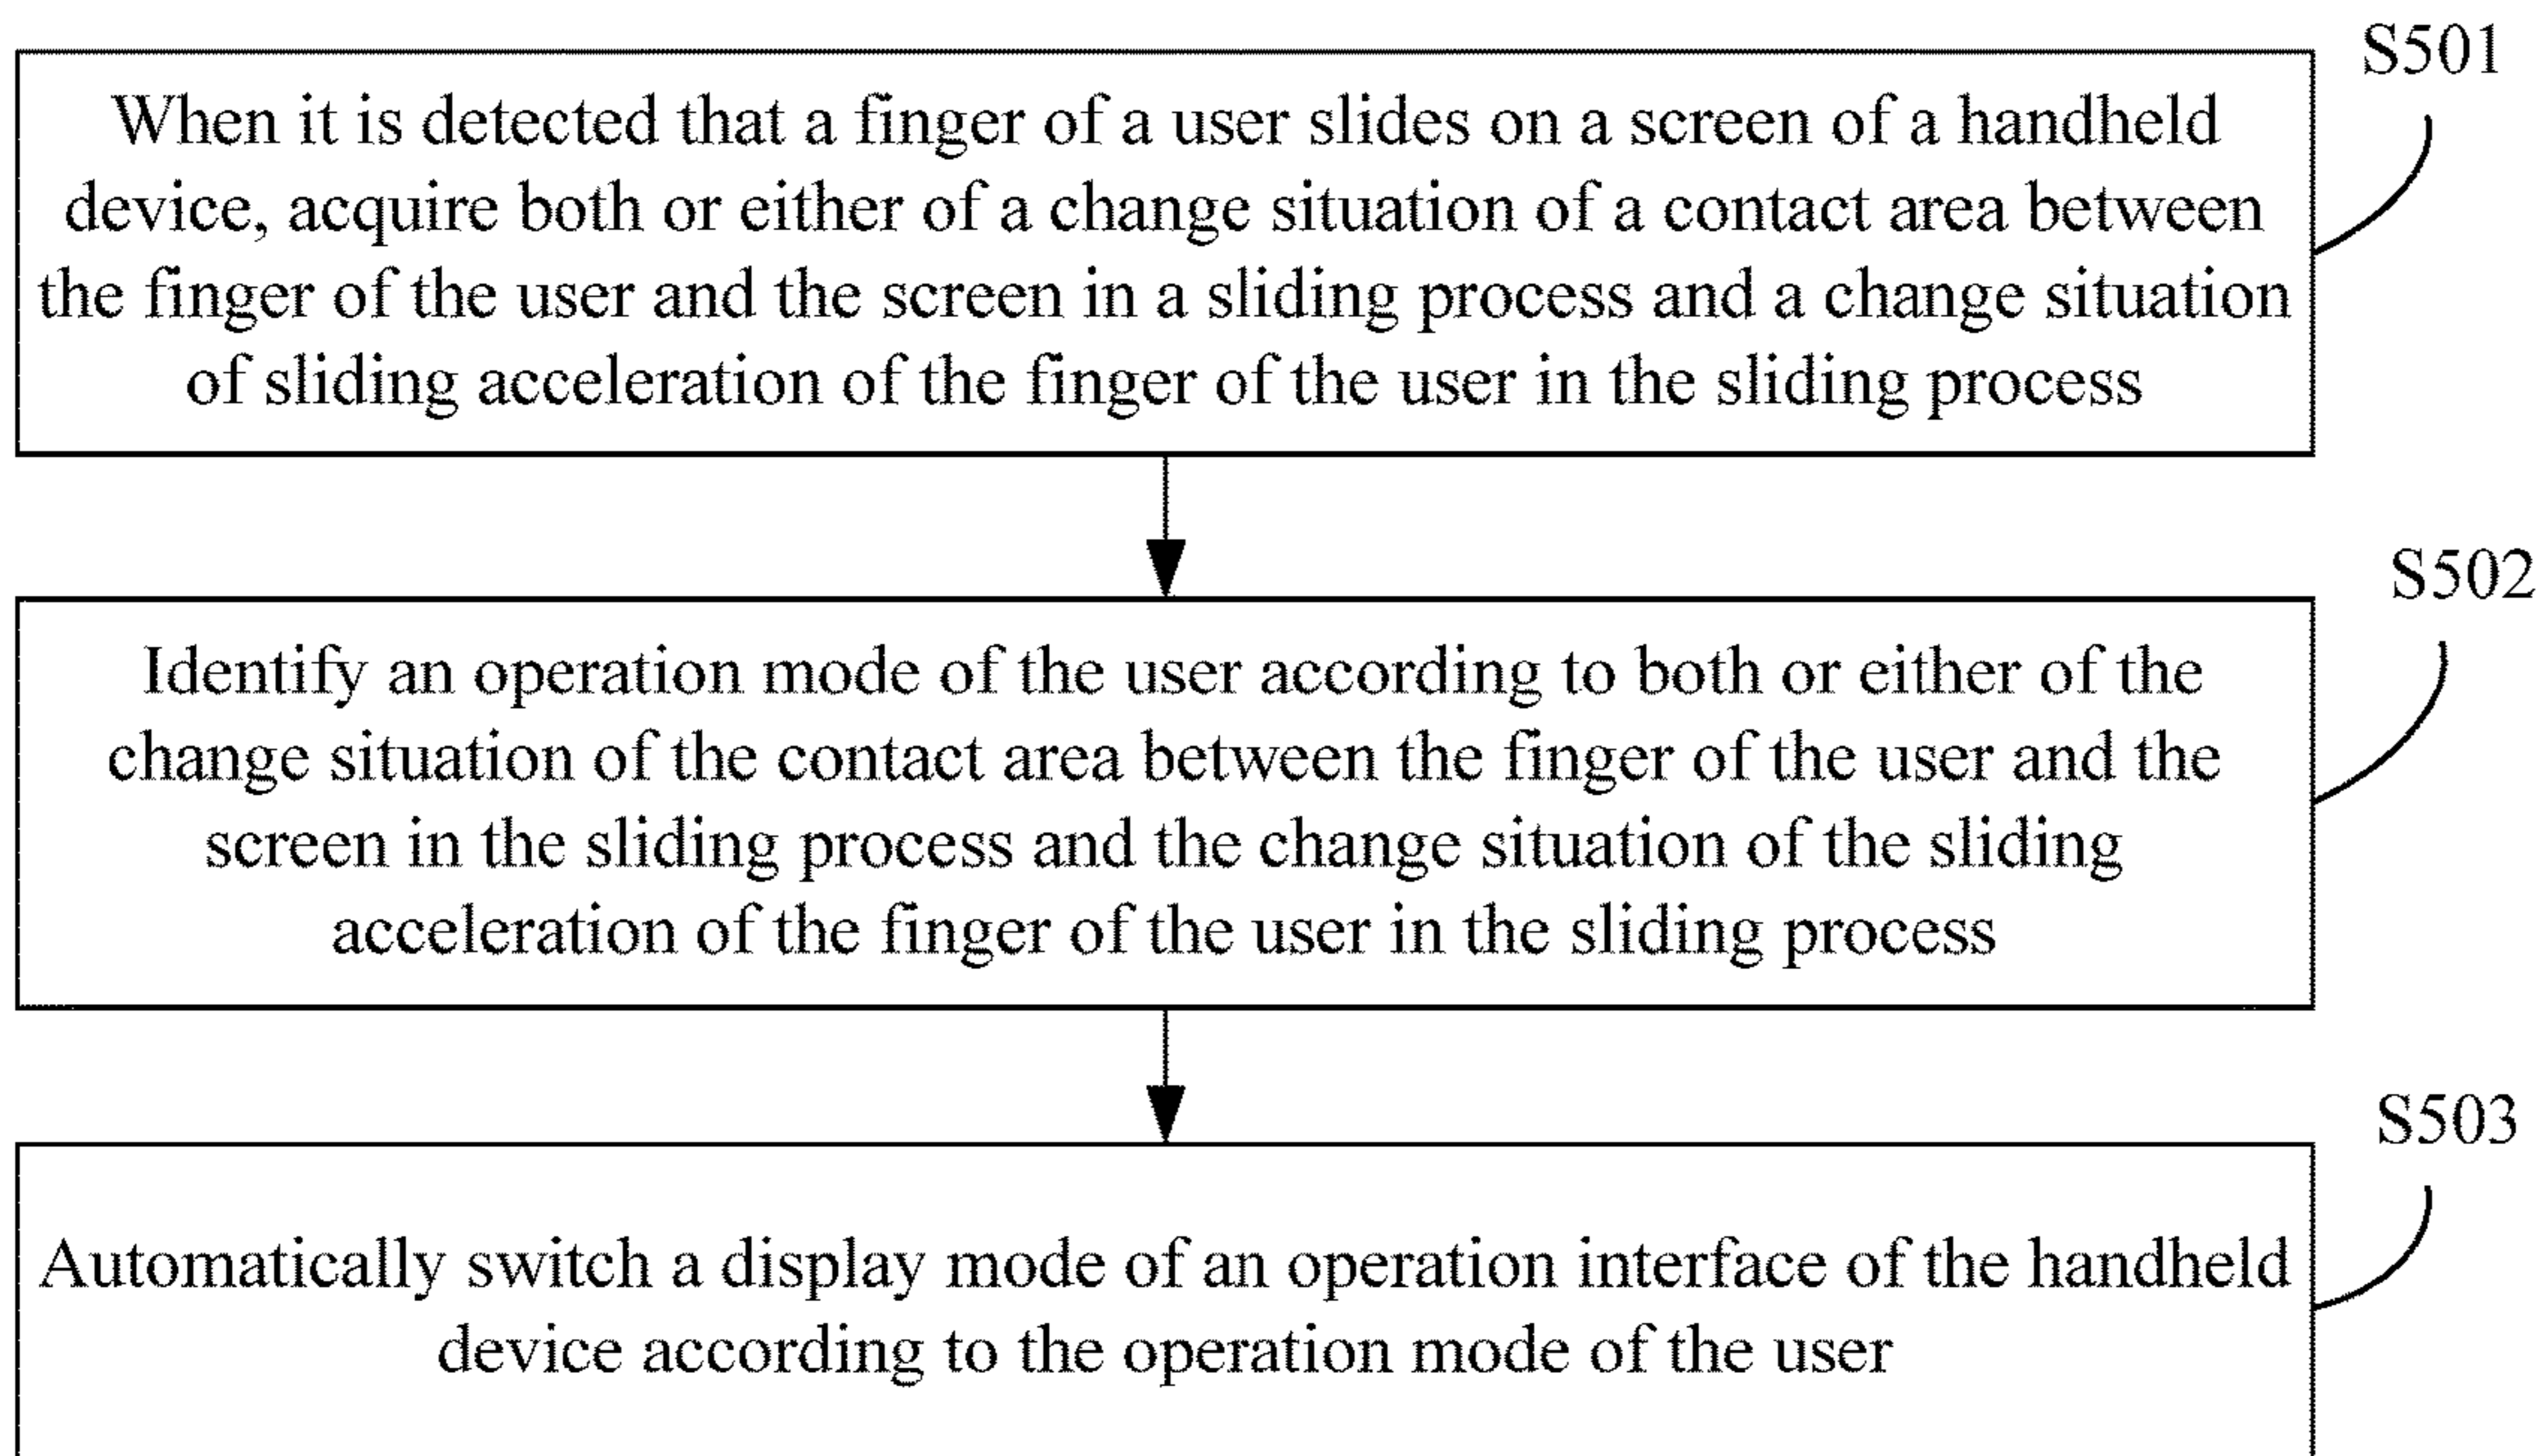 S501
When it is detected that a finger of a user slides on a screen of a handheld
device, acquire both or either of a change situation of a contact area between
the finger of the user and the screen in a sliding process and a change situation
of sliding acceleration of the finger of the user in the sliding process
S502
Identify an operation mode of the user according to both or either of the
change situation of the contact area between the finger of the user and the
screen in the sliding process and the change situation of the sliding
acceleration of the finger of the user in the sliding process
S503
Automatically switch a display mode of an operation interface of the handheld
device according to the operation mode of the user